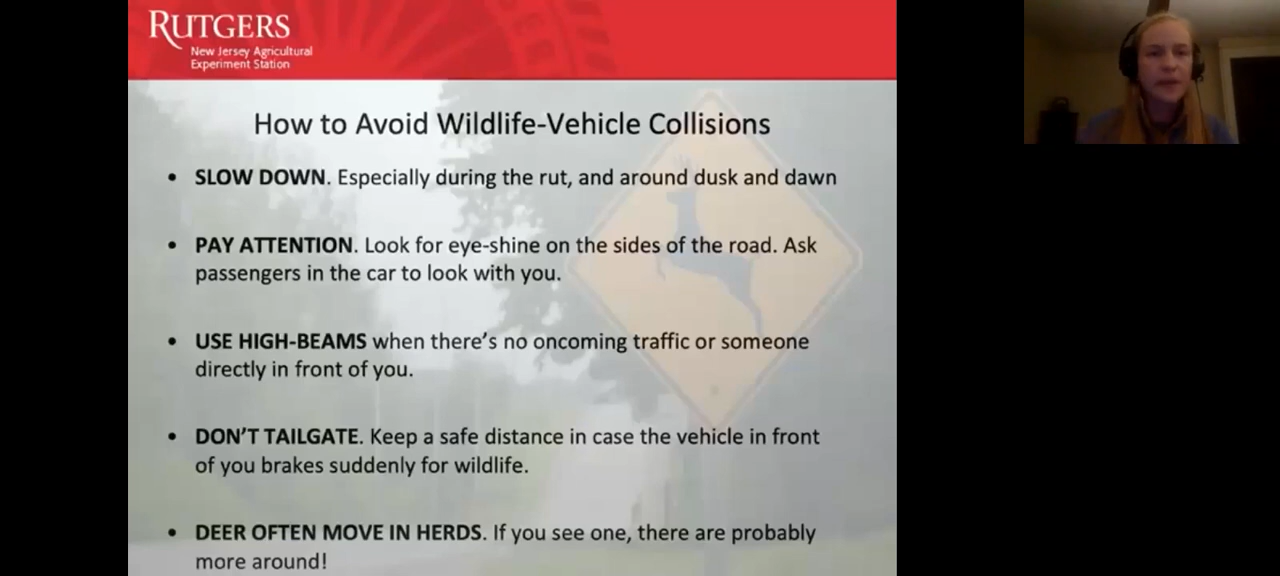 RUTGERS
New Jersey Agricultural
Experiment Station
How to Avoid Wildlife-Vehicle Collisions
• SLOW DOWN. Especially during the rut, and around dusk and dawn
• PAY ATTENTION. Look for eye-shine on the sides of the road. Ask
passengers in the car to look with you.
• USE HIGH-BEAMS when there’s no oncoming traffic or someone
directly in front of you.
• DON’T TAILGATE. Keep a safe distance in case the vehicle in front
of you brakes suddenly for wildlife.
• DEER OFTEN MOVE IN HERDS. If you see one, there are probably
more around!